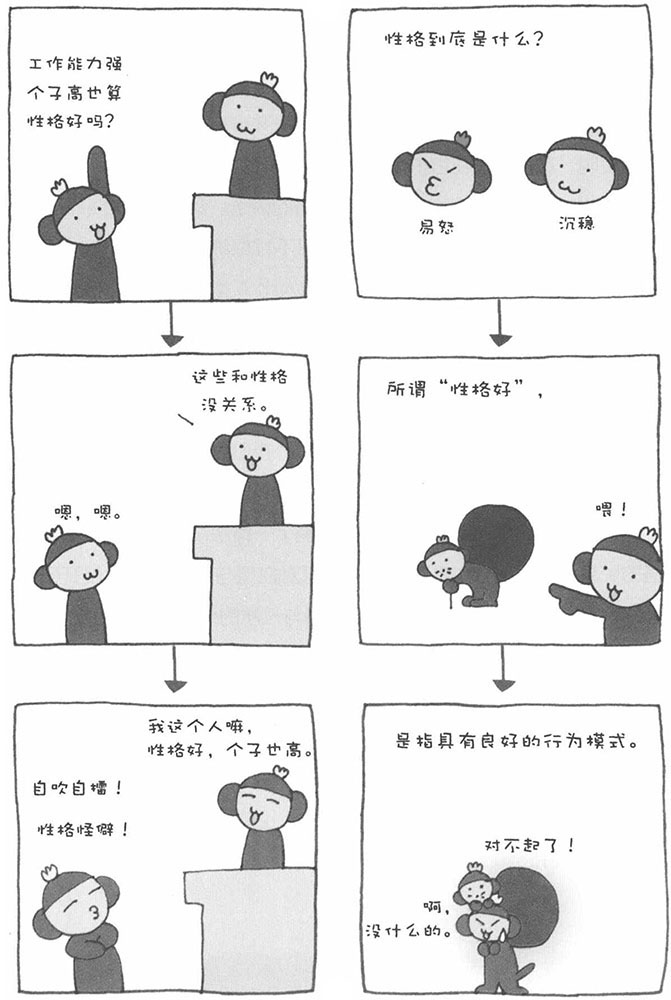 工作能力强
个子高也算
性格好吗？
这些和性格
没关系。
嗯，嗯。
我这个人嘛，
性格好，个子也高。
自吹自擂！
性格怪僻！
性格到底是什么？
易怒
沉稳
所谓“性格好”，
喂！
是指具有良好的行为模式。
对不起了！
啊，
没什么的。